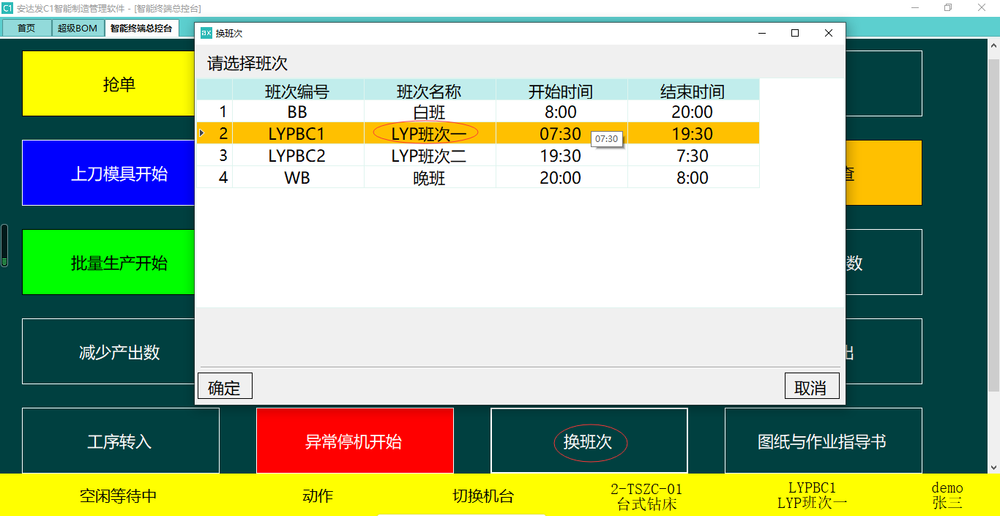 C1 安达发C1智能制造管理软件 - [智能终端总控台]
首页 超级BOM 智能终端总控台
ax 换班次
请选择班次
班次编号 班次名称 开始时间 结束时间
1 BB 白班 8:00 20:00
2 LYPBC1 LYP班次一 07:30 19:30
07:30
3 LYPBC2 LYP班次二 19:30 7:30
4 WB 晚班 20:00 8:00
确定 取消
抢单
上刀模具开始
查
批量生产开始
数
减少产出数
出
工序转入 异常停机开始 换班次 图纸与作业指导书
空闲等待中 动作 切换机台
2-TSZC-01
台式钻床
LYPBC1
LYP班次一
demo
张三